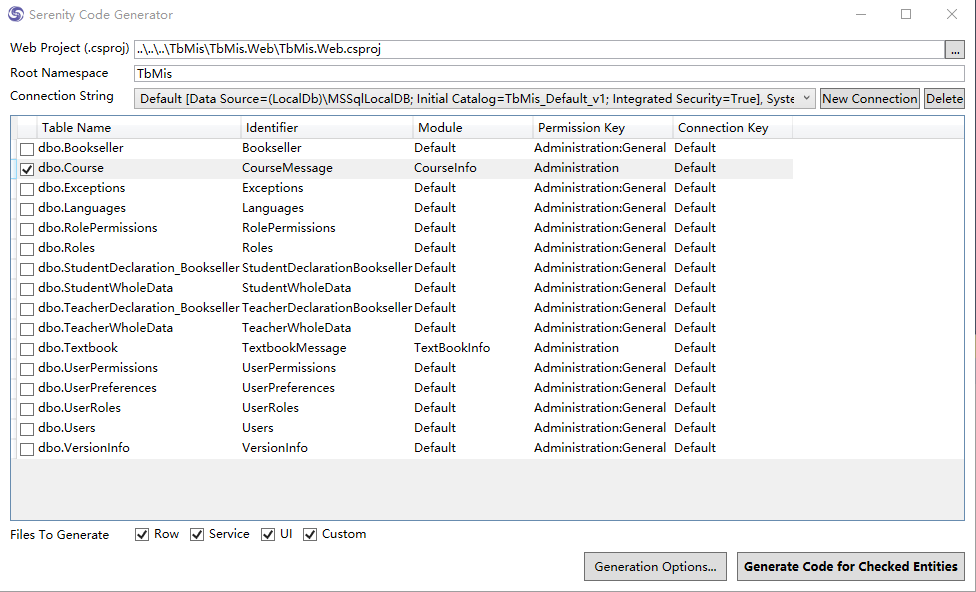 Serenity Code Generator
Web Project (.csproj) ..\..\..\TbMis\TbMis.Web\TbMis.Web.csproj ...
Root Namespace TbMis
Connection String Default [Data Source=(LocalDb)\MSSqlLocalDB; Initial Catalog=TbMis_Default_v1; Integrated Security=True], Syste New Connection Delete
Table Name Identifier Module Permission Key Connection Key
dbo.Bookseller Bookseller Default Administration:General Default
dbo.Course CourseMessage CourseInfo Administration Default
dbo.Exceptions Exceptions Default Administration:General Default
dbo.Languages Languages Default Administration:General Default
dbo.RolePermissions RolePermissions Default Administration:General Default
dbo.Roles Roles Default Administration:General Default
dbo.StudentDeclaration_Bookseller StudentDeclarationBookseller Default Administration:General Default
dbo.StudentWholeData StudentWholeData Default Administration:General Default
dbo.TeacherDeclaration_Bookseller TeacherDeclarationBookseller Default Administration:General Default
dbo.TeacherWholeData TeacherWholeData Default Administration:General Default
dbo.Textbook TextbookMessage TextBookInfo Administration Default
dbo.UserPermissions UserPermissions Default Administration:General Default
dbo.UserPreferences UserPreferences Default Administration:General Default
dbo.UserRoles UserRoles Default Administration:General Default
dbo.Users Users Default Administration:General Default
dbo.VersionInfo VersionInfo Default Administration:General Default
Files To Generate Row Service UI Custom
Generation Options... Generate Code for Checked Entities